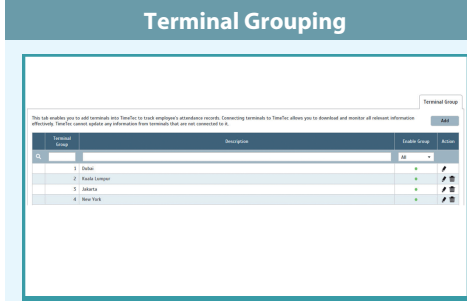 Terminal Grouping
Terminal Group
This tab enables you to add terminals into TimeTec to track employee's attendance records. Connecting terminals to TimeTec allows you to download and monitor all relevant information
effectively. TimeTec cannot update any information from terminals that are not connected to it.
Add
Terminal Group Description Enable Group Action
All
1 Dubai
2 Kuala Lumpur
3 Jakarta
4 New York